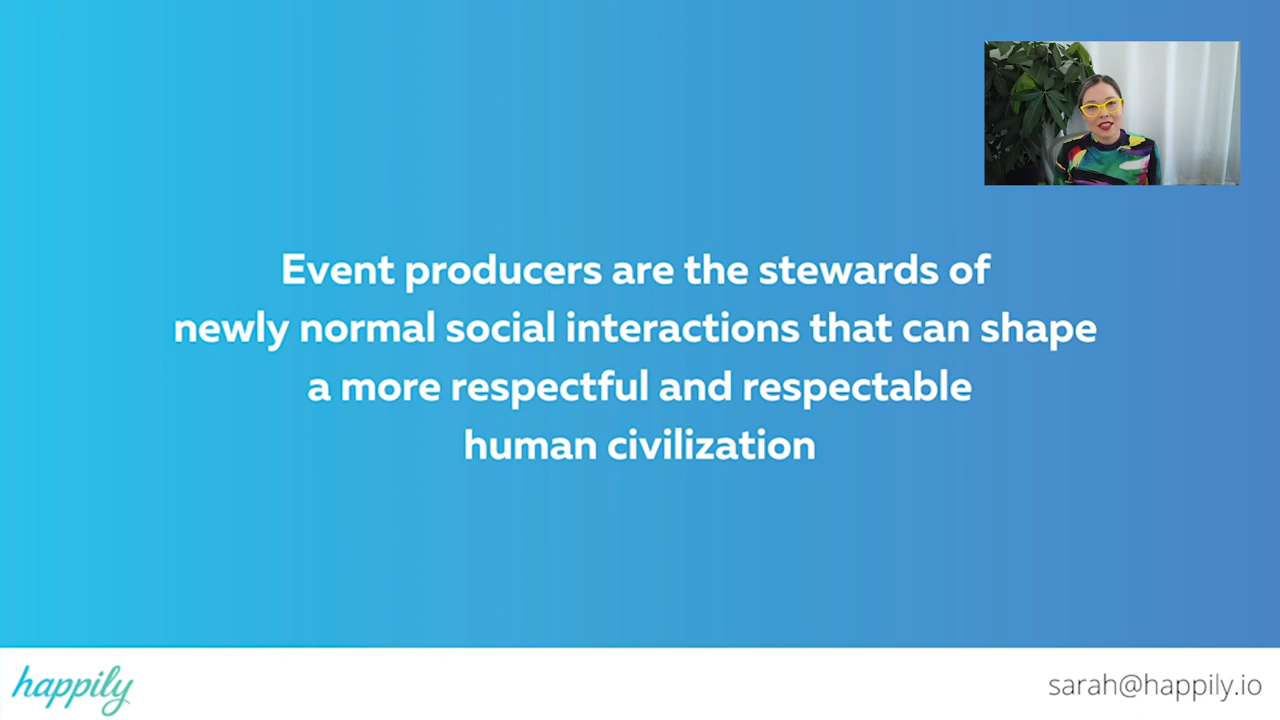 Event producers are the stewards of
newly normal social interactions that can shape
a more respectful and respectable
human civilization
happily
sarah@happily.io